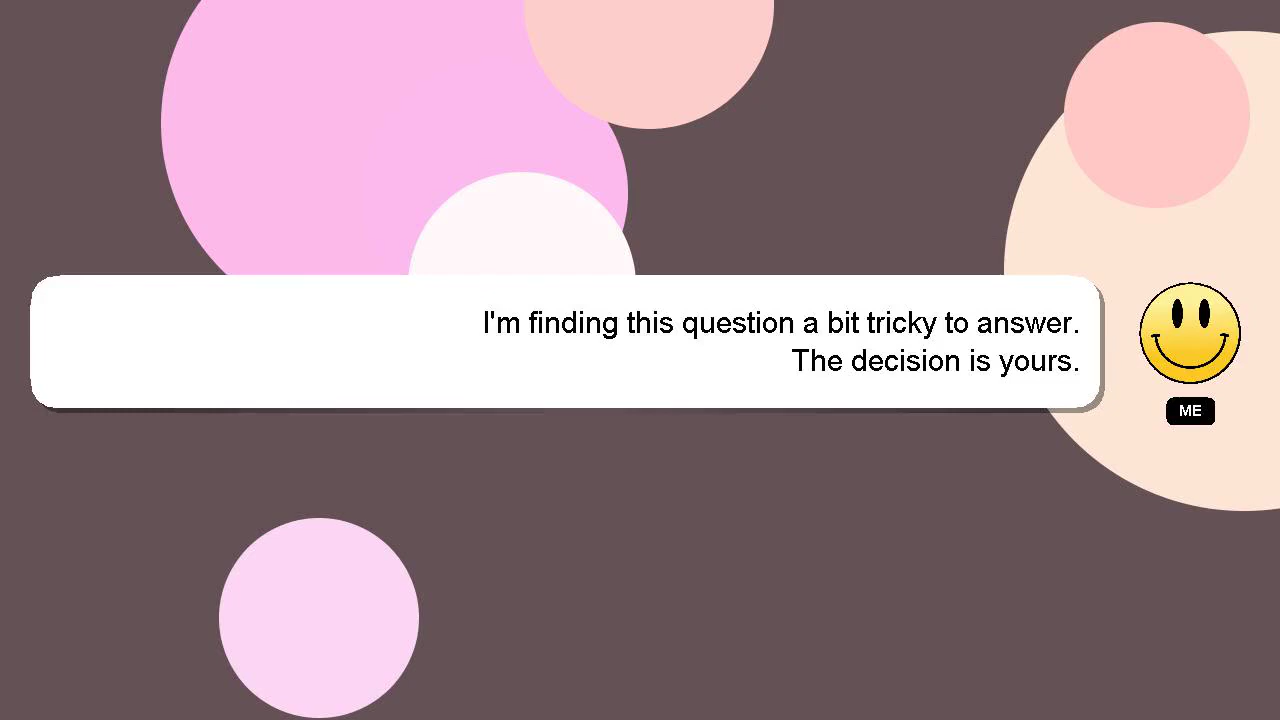 I'm finding this question a bit tricky to answer.
The decision is yours.
ME